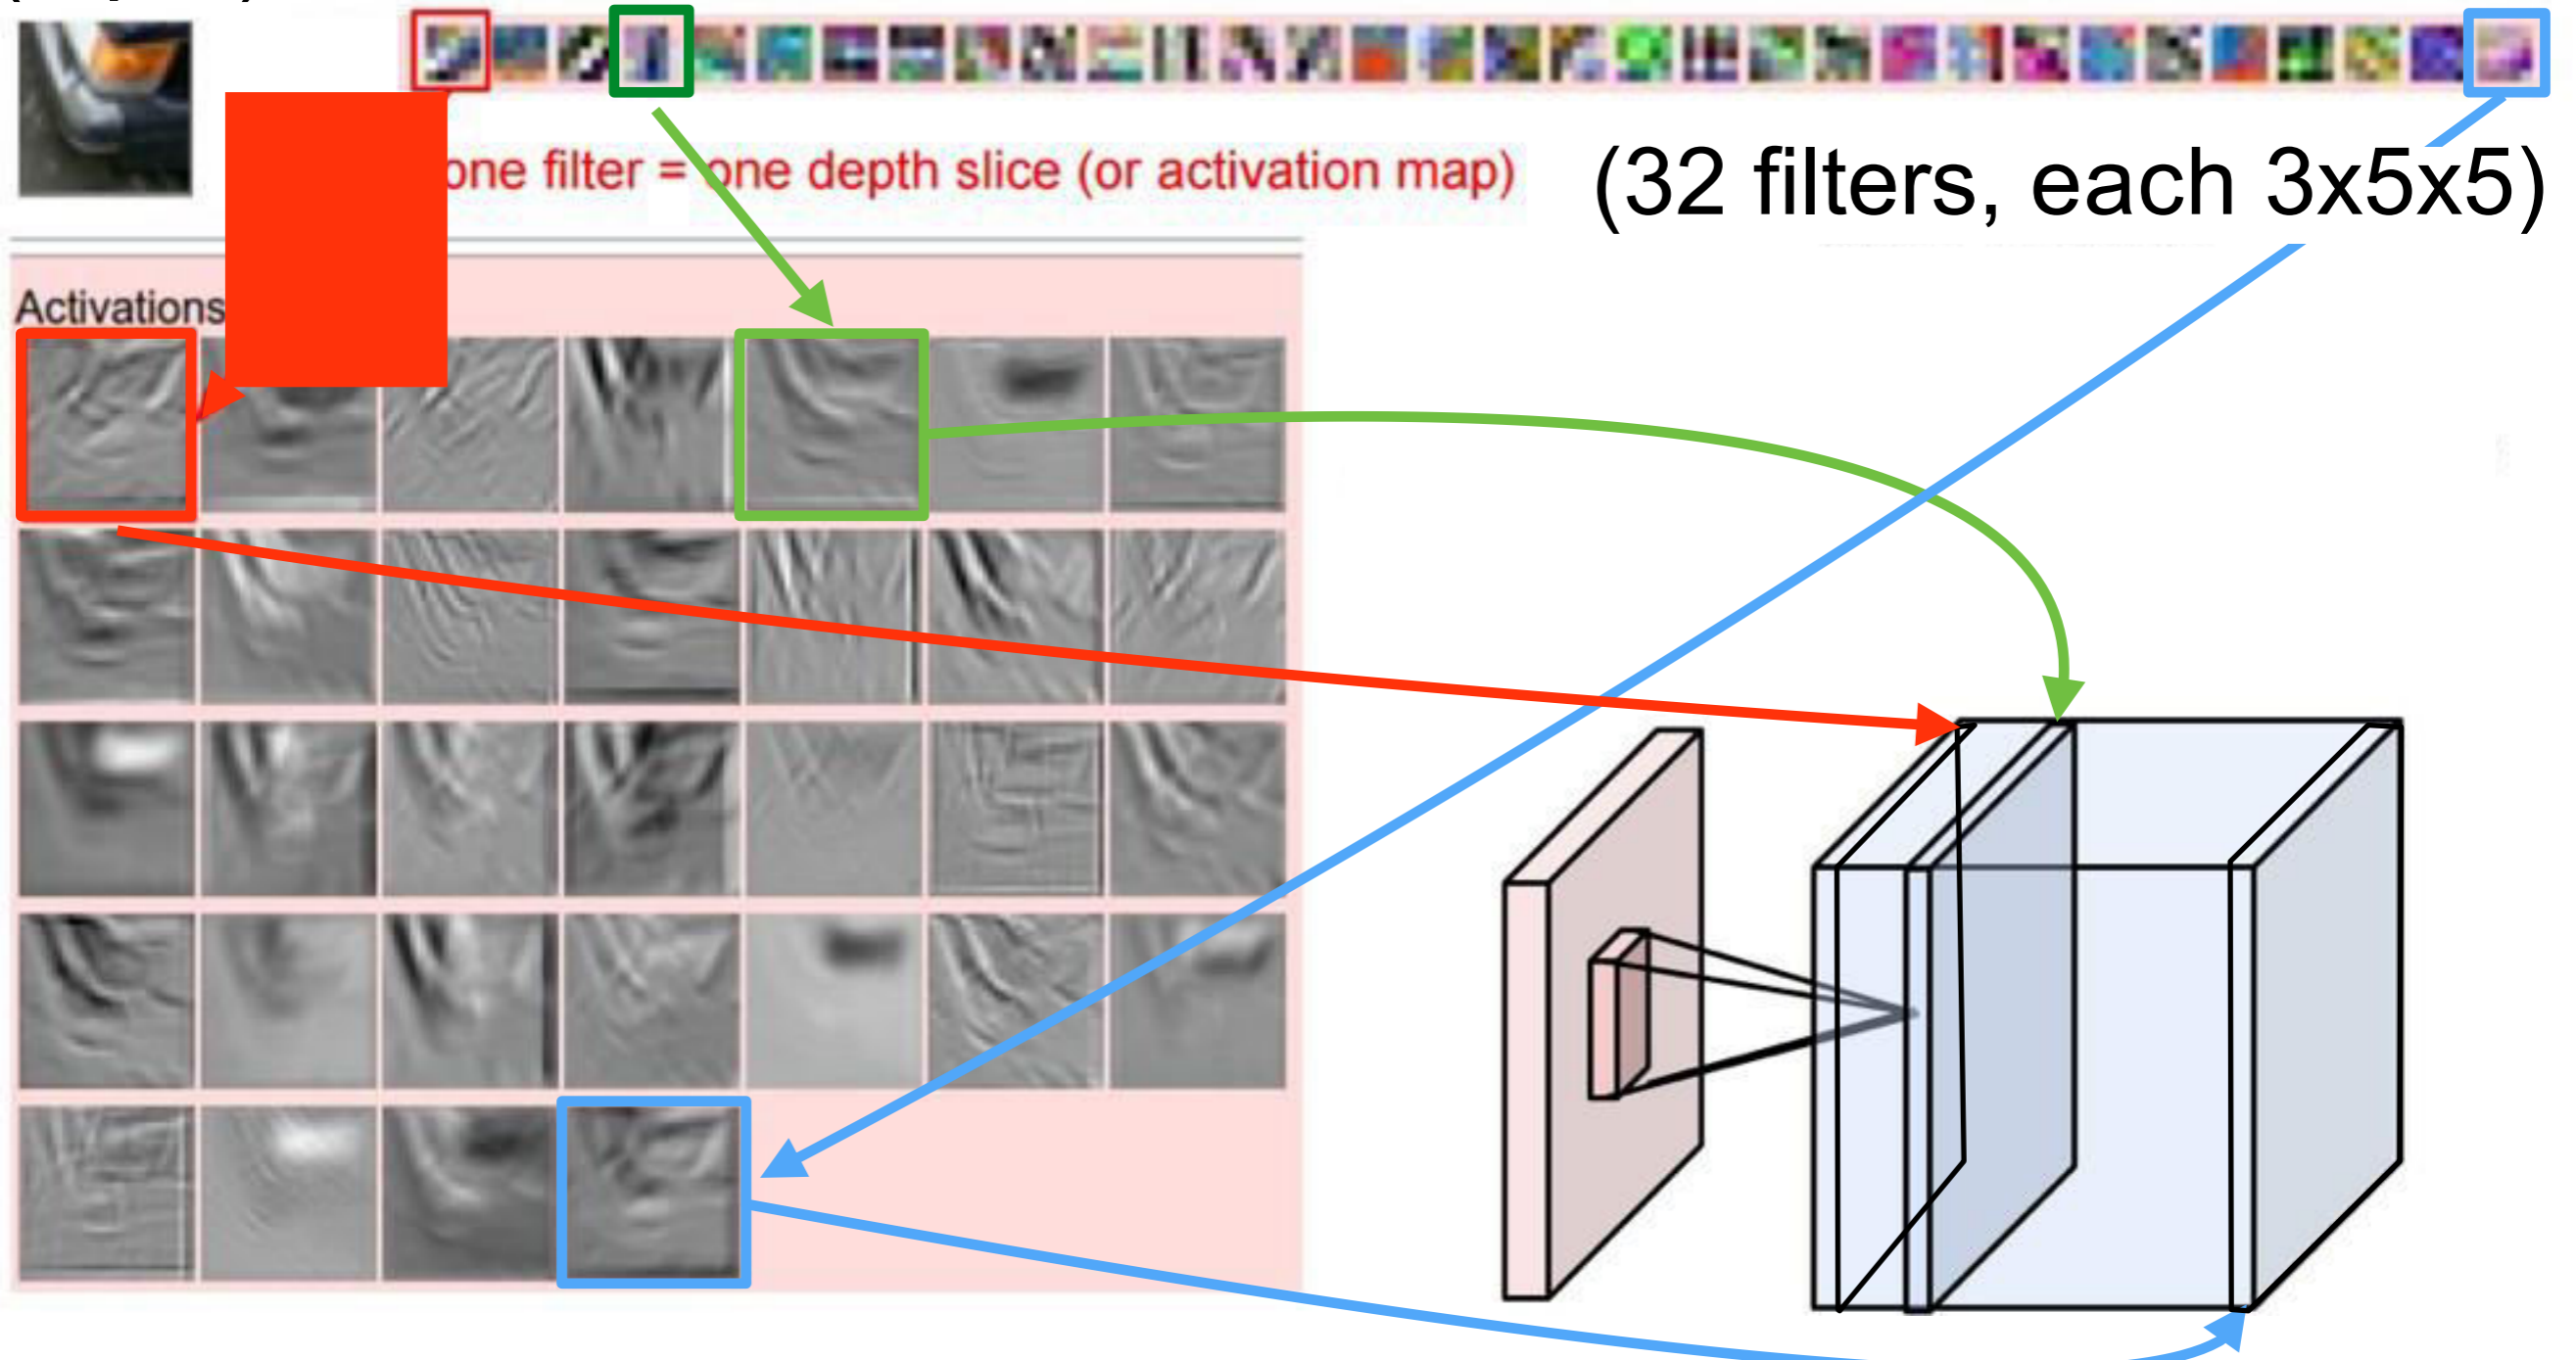 one filter = one depth slice (or activation map)
(32 filters, each 3x5x5)
Activations